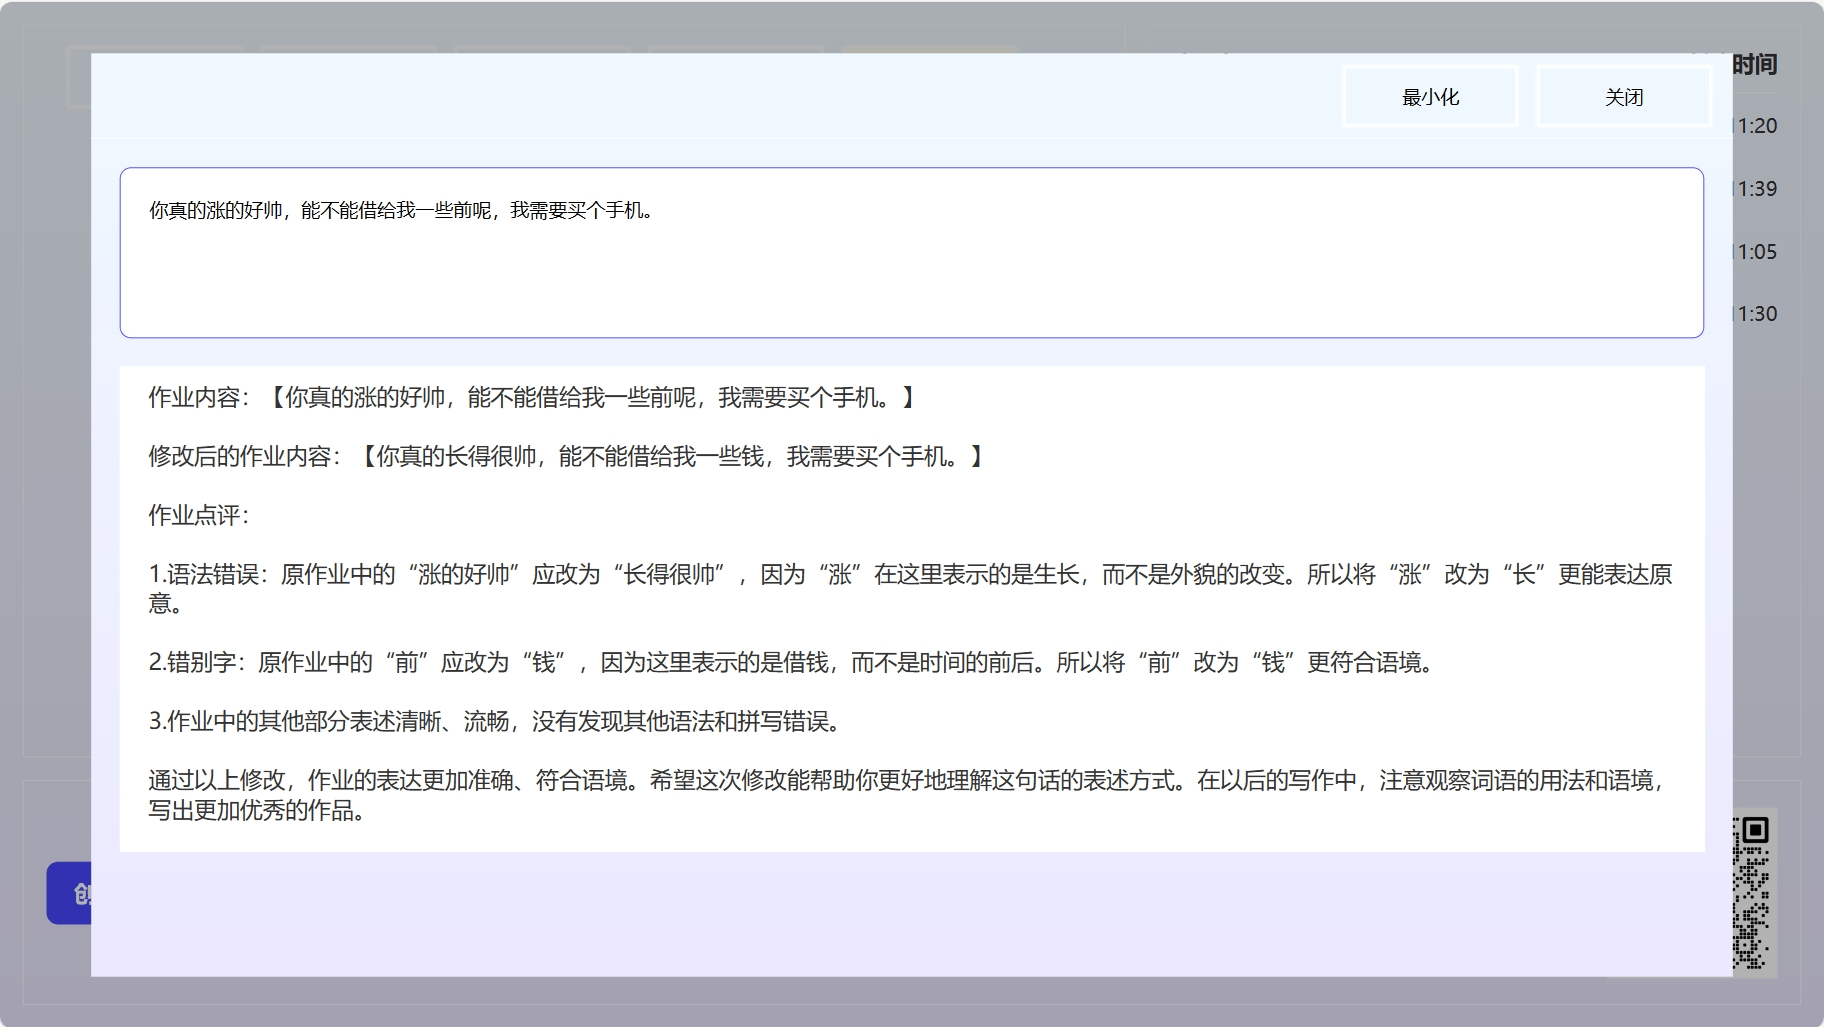 时间
最小化
关闭
11:20
你真的涨的好帅，能不能借给我一些前呢，我需要买个手机。
11:39
11:05
11:30
作业内容：【你真的涨的好帅，能不能借给我一些前呢，我需要买个手机。】
修改后的作业内容：【你真的长得很帅，能不能借给我一些钱，我需要买个手机。】
作业点评：
1.语法错误：原作业中的“涨的好帅”应改为“长得很帅”，因为“涨”在这里表示的是生长，而不是外貌的改变。所以将“涨”改为“长”更能表达原
意。
2.错别字：原作业中的“前”应改为“钱”，因为这里表示的是借钱，而不是时间的前后。所以将“前”改为“钱”更符合语境。
3.作业中的其他部分表述清晰、流畅，没有发现其他语法和拼写错误。
通过以上修改，作业的表达更加准确、符合语境。希望这次修改能帮助你更好地理解这句话的表述方式。在以后的写作中，注意观察词语的用法和语境，
写出更加优秀的作品。
创